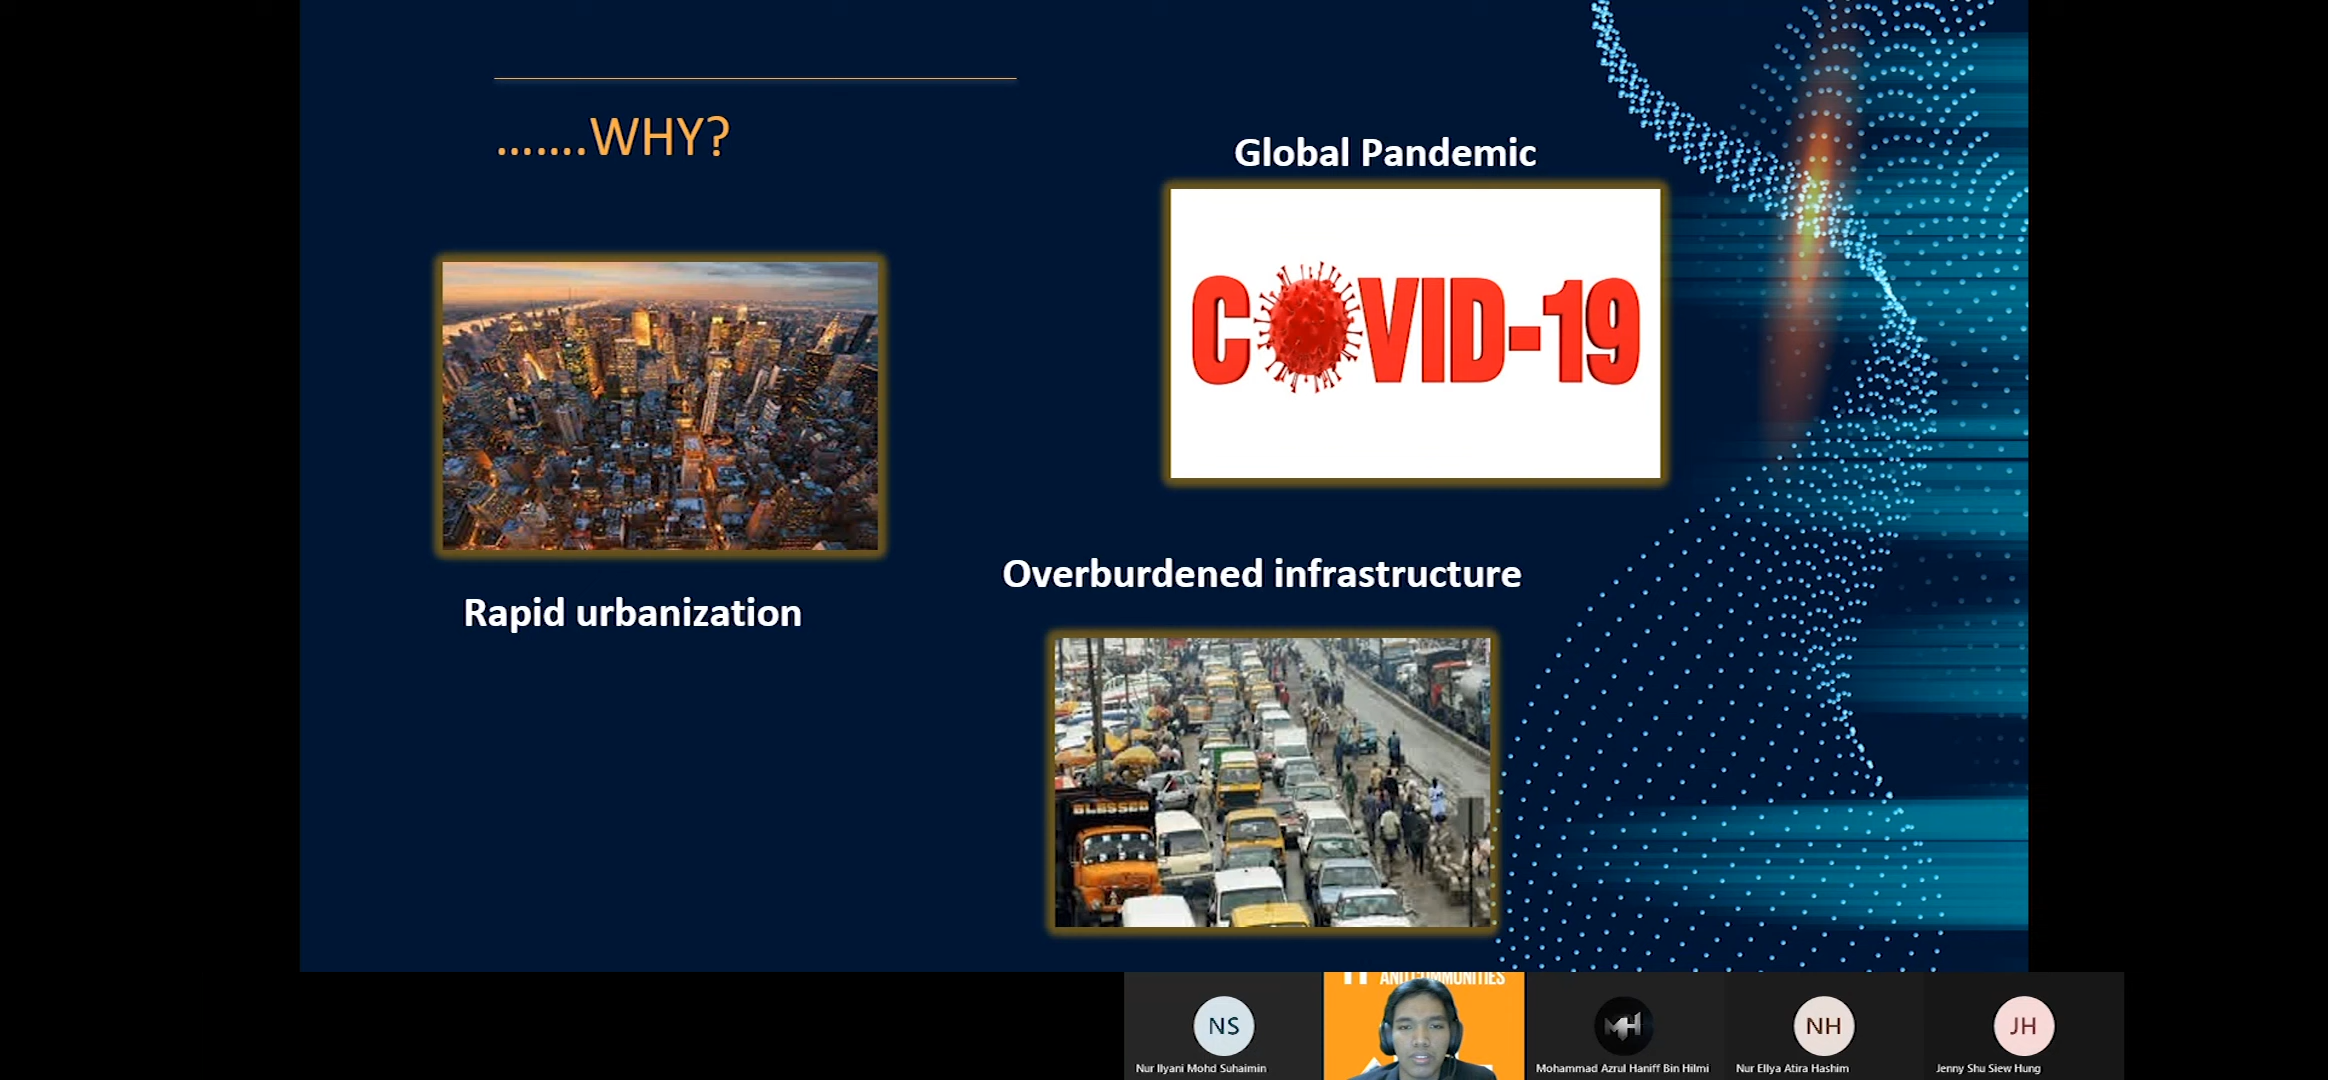 .......WHY?
Global Pandemic
COVID-19
Rapid urbanization
Overburdened infrastructure
BLESSED
NS
NH
JH
Nur Ilyani Mohd Suhaimin
Mohammad Azrul Haniff Bin Hilmi
Nur Ellya Atira Hashim
Jenny Shu Siew Hung